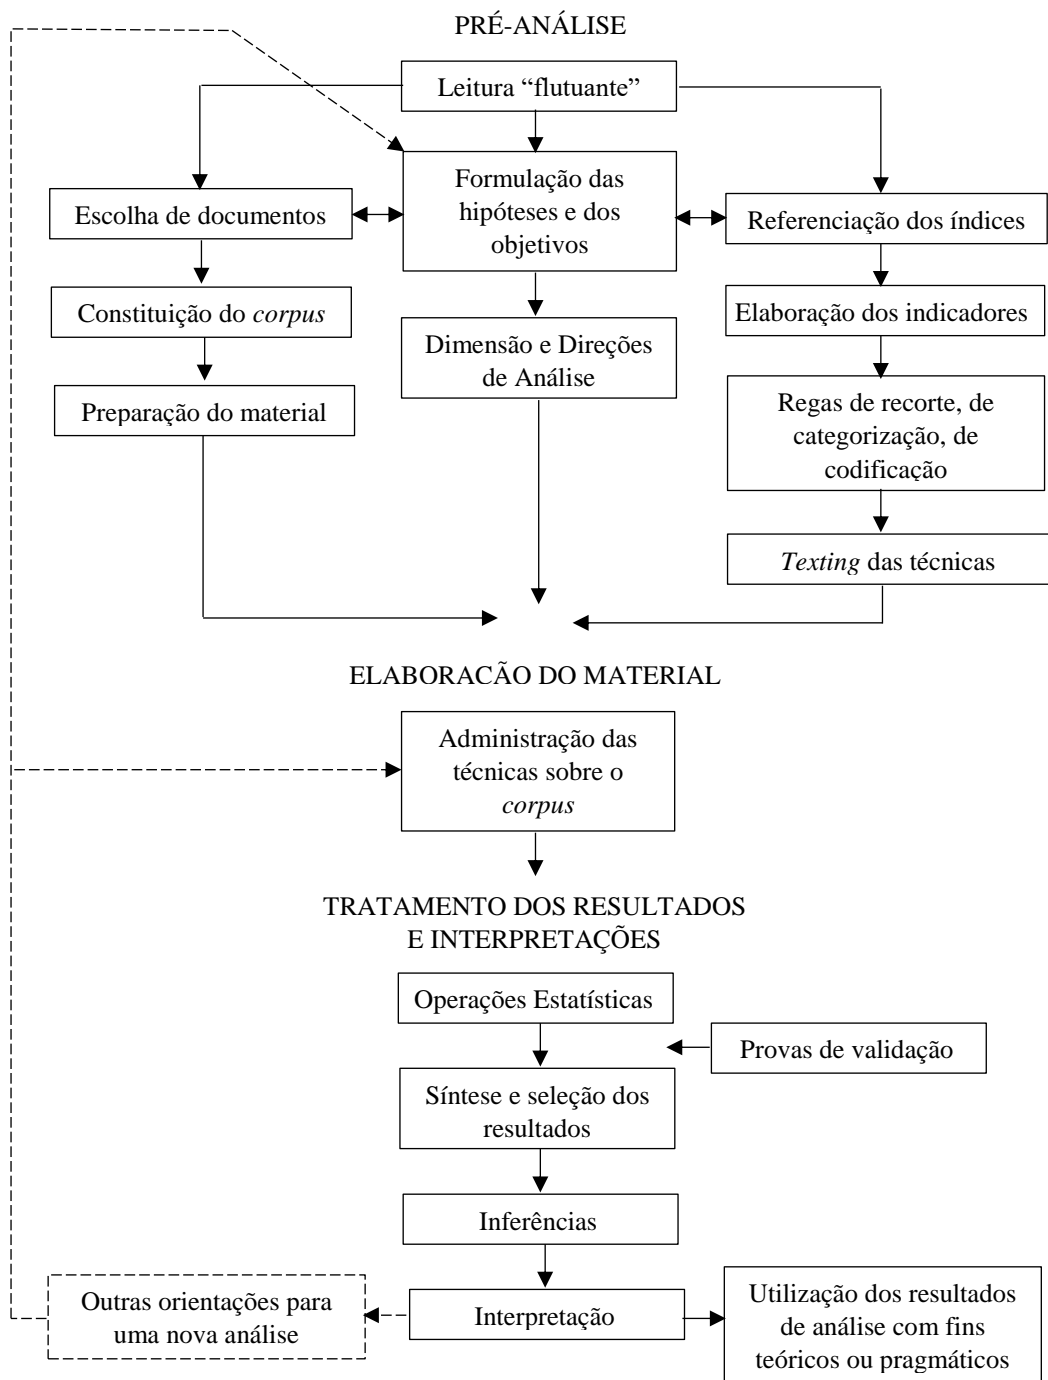 PRÉ-ANÁLISE
Leitura “flutuante”
Escolha de documentos
Formulação das
hipóteses e dos
objetivos
Referenciação dos índices
Constituição do corpus
Dimensão e Direções
de Análise
Elaboração dos indicadores
Preparação do material
Regas de recorte, de
categorização, de
codificação
Texting das técnicas
ELABORACÃO DO MATERIAL
Administração das
técnicas sobre o
corpus
TRATAMENTO DOS RESULTADOS
E INTERPRETAÇÕES
Operações Estatísticas
Provas de validação
Síntese e seleção dos
resultados
Inferências
Outras orientações para
uma nova análise
Interpretação
Utilização dos resultados
de análise com fins
teóricos ou pragmáticos